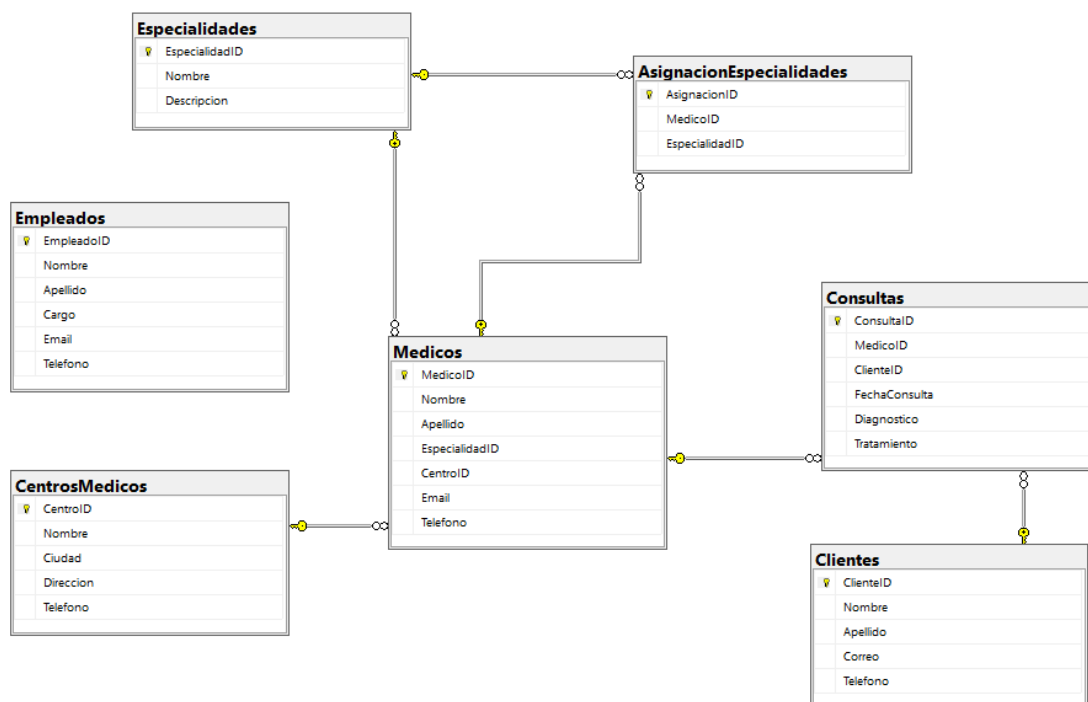 Especialidades
EspecialidadID
Nombre
Descripcion
AsignacionEspecialidades
AsignacionID
MedicoID
EspecialidadID
Empleados
EmpleadoID
Nombre
Apellido
Cargo
Email
Telefono
Medicos
MedicoID
Nombre
Apellido
EspecialidadID
CentroID
Email
Telefono
Consultas
ConsultaID
MedicoID
ClienteID
FechaConsulta
Diagnostico
Tratamiento
CentrosMedicos
CentroID
Nombre
Ciudad
Direccion
Telefono
Clientes
ClienteID
Nombre
Apellido
Correo
Telefono